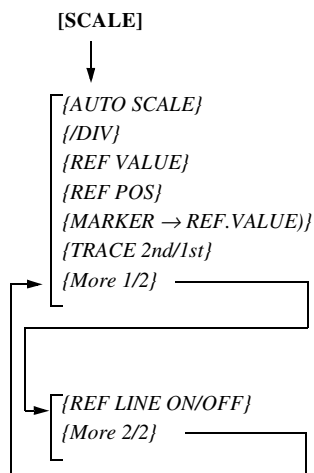 [SCALE]
{AUTO SCALE}
{/DIV}
{REF VALUE}
{REF POS}
{MARKER → REF.VALUE)}
{TRACE 2nd/1st}
{More 1/2}
{REF LINE ON/OFF}
{More 2/2}